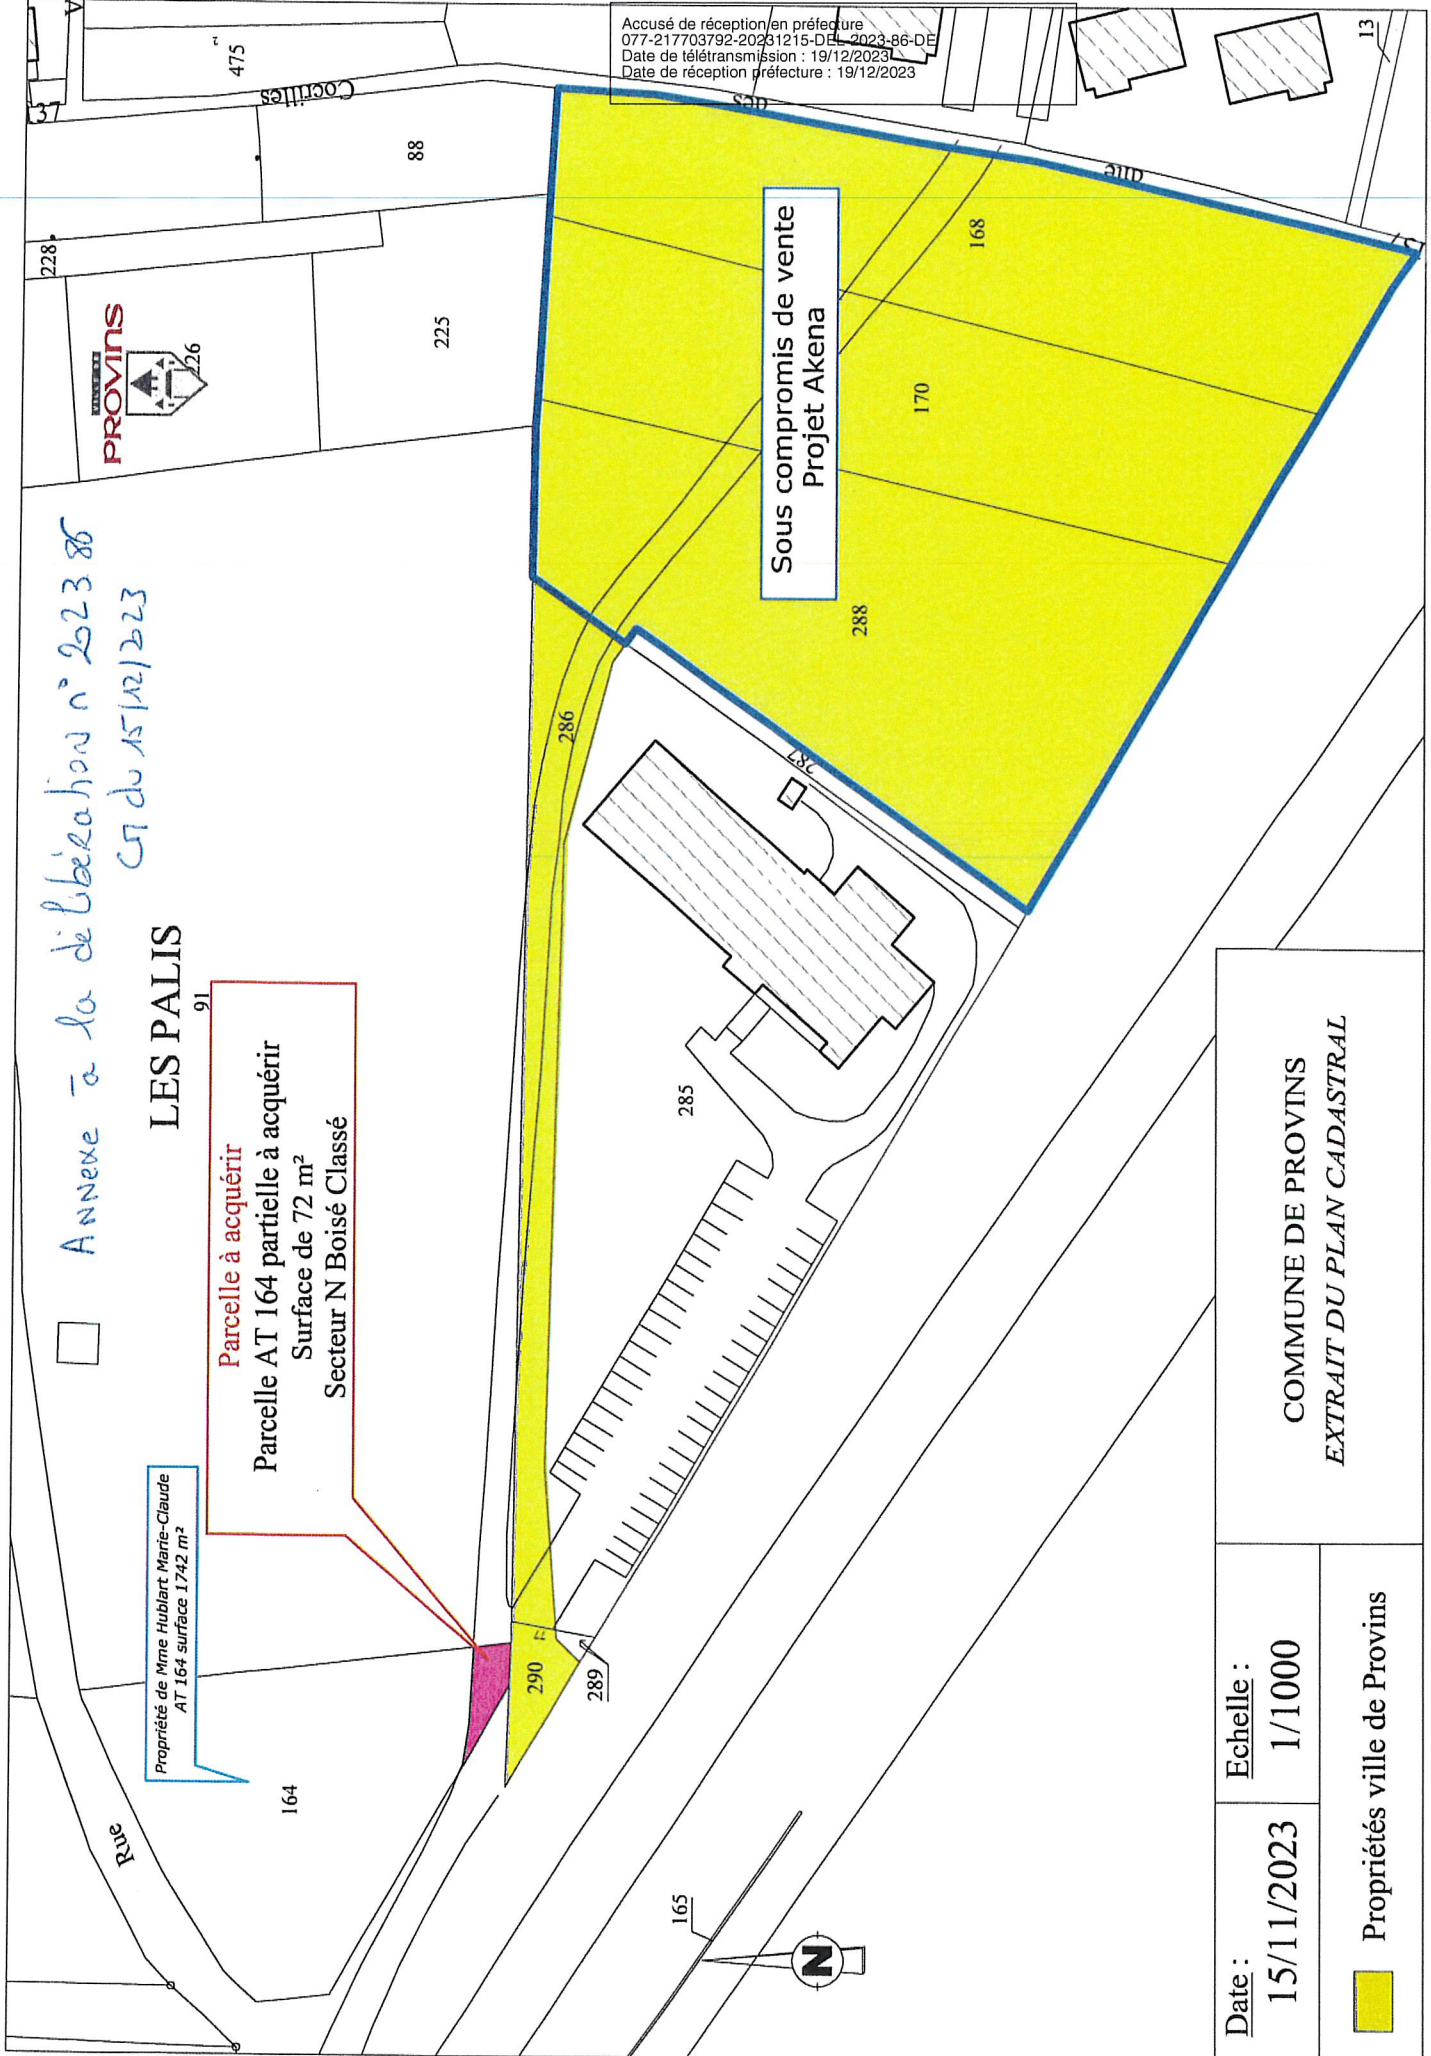 Accusé de réception en préfecture
077-217703792-20231215-DEL-2023-86-DE
Date de télétransmission : 19/12/2023
Date de réception préfecture : 19/12/2023
Annexe à la délibération n° 2023 86
CM du 15/12/2023
PROVINS
LES PALIS
91
Parcelle à acquérir
Parcelle AT 164 partielle à acquérir
Surface de 72 m²
Secteur N Boisé Classé
Propriété de Mme Hublart Marie-Claude
AT 164 surface 1742 m²
Sous compromis de vente
Projet Akena
Rue
Cocrilles
des
dite
475
88
228
226
225
168
170
288
286
287
285
290
289
164
165
13
N
COMMUNE DE PROVINS
EXTRAIT DU PLAN CADASTRAL
Date :
15/11/2023
Echelle :
1/1000
Propriétés ville de Provins